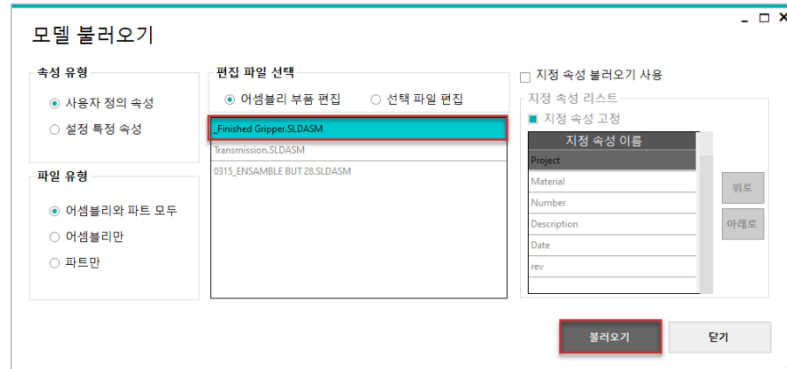 모델 불러오기
속성 유형
사용자 정의 속성
설정 특정 속성
파일 유형
어셈블리와 파트 모두
어셈블리만
파트만
편집 파일 선택
어셈블리 부품 편집
선택 파일 편집
_Finished Gripper.SLDASM
Transmission.SLDASM
0315_ENSAMBLE BUT 28.SLDASM
지정 속성 불러오기 사용
지정 속성 리스트
지정 속성 고정
지정 속성 이름
Project
Material
Number
Description
Date
rev
위로
아래로
불러오기
닫기